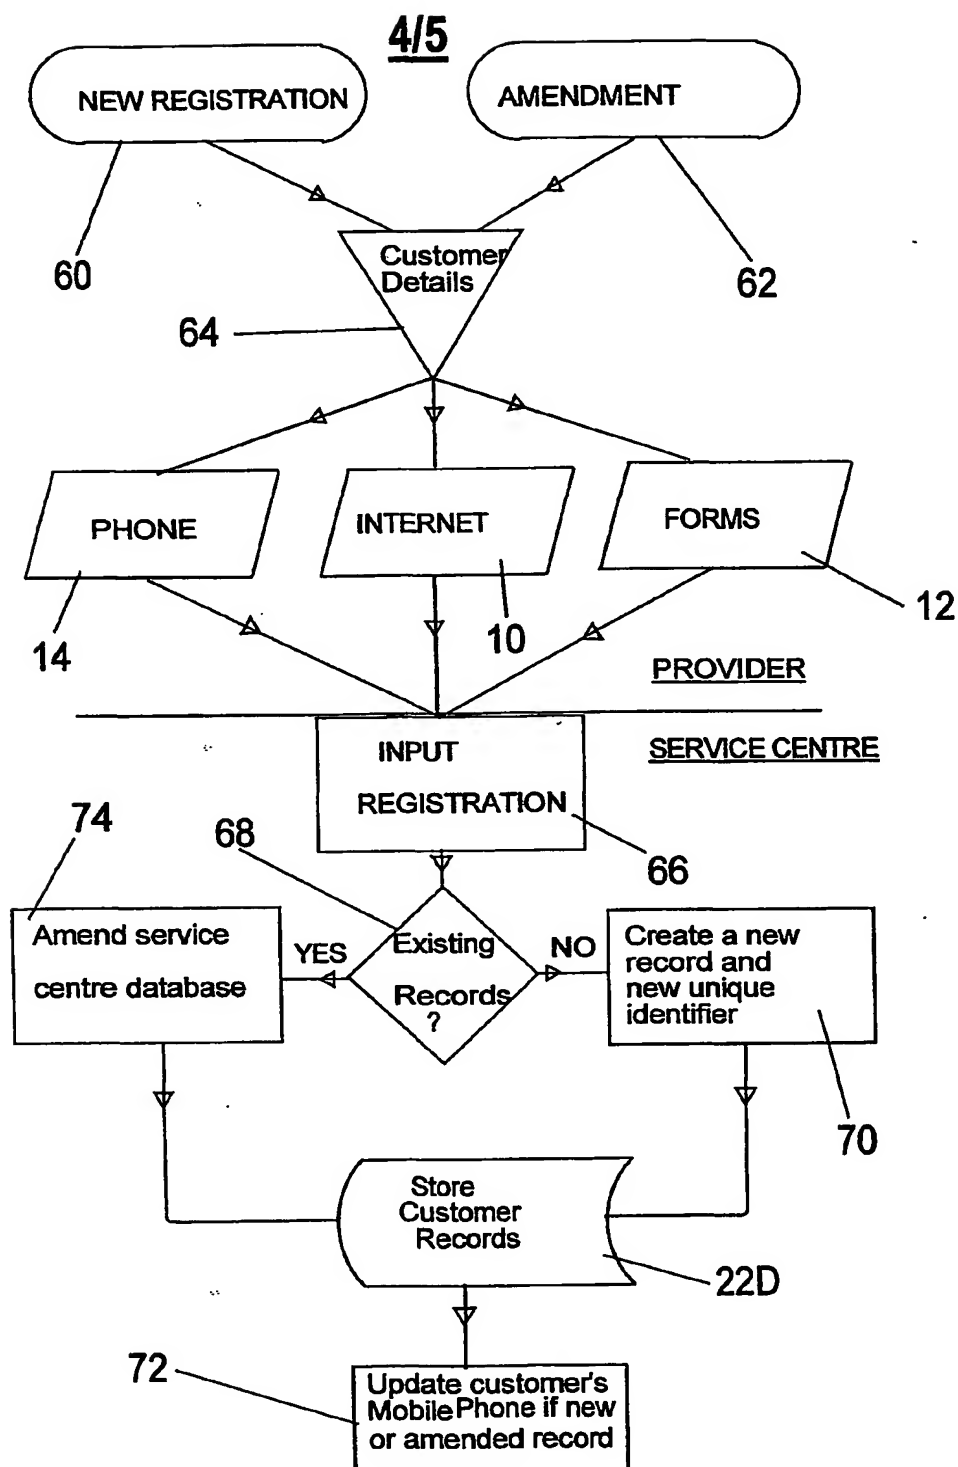 4/5
NEW REGISTRATION
AMENDMENT
60
62
Customer
Details
64
PHONE
INTERNET
FORMS
14
10
12
PROVIDER
SERVICE CENTRE
INPUT
REGISTRATION
66
74
68
Amend service
centre database
YES
Existing
Records
?
NO
Create a new
record and
new unique
identifier
70
Store
Customer
Records
22D
72
Update customer's
Mobile Phone if new
or amended record